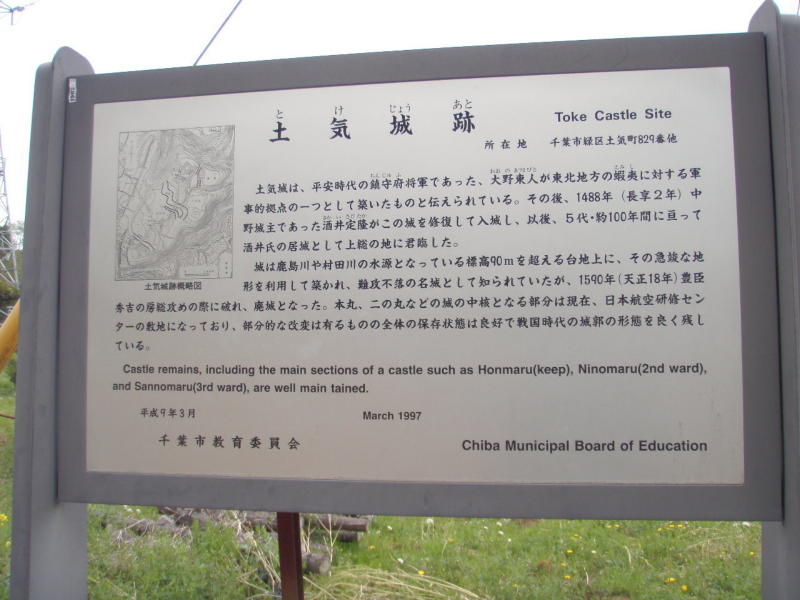 と け じょう あと
土気城跡
Toke Castle Site
所在地 千葉市緑区土気町829番他
土気城は、平安時代の鎮守府将軍であった、大野東人が東北地方の蝦夷に対する軍
事的拠点の一つとして築いたものと伝えられている。その後、1488年(長享2年)中
野城主であった酒井定隆がこの城を修復して入城し、以後、5代・約100年間に亘って
酒井氏の居城として上総の地に君臨した。
城は鹿島川や村田川の水源となっている標高90mを超える台地上に、その急竣な地
形を利用して築かれ、難攻不落の名城として知られていたが、1590年(天正18年)豊臣
秀吉の房総攻めの際に破れ、廃城となった。本丸、二の丸などの城の中核となる部分は現在、日本航空研修セン
ターの敷地になっており、部分的な改変は有るものの全体の保存状態は良好で戦国時代の城郭の形態を良く残し
ている。
土気城跡概略図
Castle remains, including the main sections of a castle such as Honmaru(keep), Ninomaru(2nd ward),
and Sannomaru(3rd ward), are well main tained.
平成9年3月 March 1997
千葉市教育委員会 Chiba Municipal Board of Education